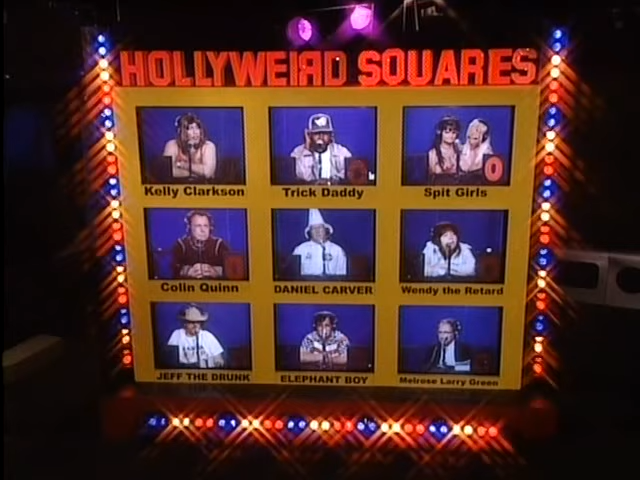 HOLLYWEIRD SQUARES
Kelly Clarkson
Trick Daddy
Spit Girls
0
Colin Quinn
DANIEL CARVER
Wendy the Retard
JEFF THE DRUNK
ELEPHANT BOY
Melrose Larry Green